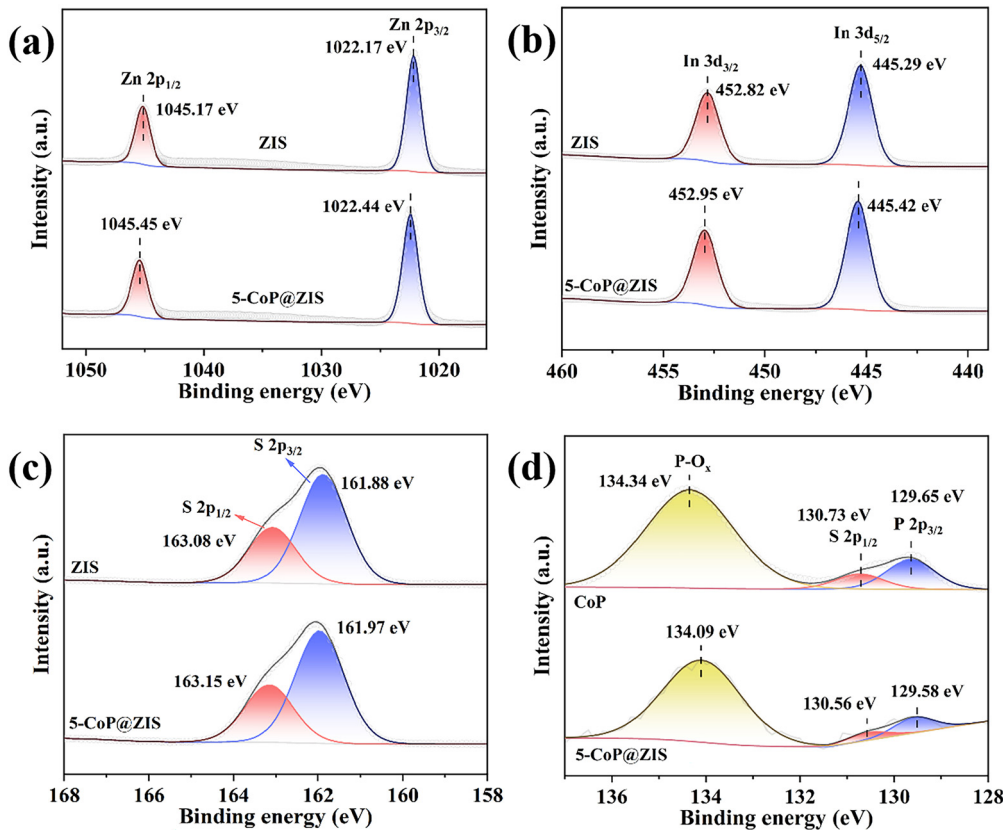 (a)
Zn 2p3/2
1022.17 eV
Zn 2p1/2
1045.17 eV
ZIS
1022.44 eV
1045.45 eV
5-CoP@ZIS
Intensity (a.u.)
1050 1040 1030 1020
Binding energy (eV)
(b)
In 3d5/2
445.29 eV
In 3d3/2
452.82 eV
ZIS
452.95 eV
445.42 eV
5-CoP@ZIS
Intensity (a.u.)
460 455 450 445 440
Binding energy (eV)
(c)
S 2p3/2
161.88 eV
S 2p1/2
163.08 eV
ZIS
161.97 eV
163.15 eV
5-CoP@ZIS
Intensity (a.u.)
168 166 164 162 160 158
Binding energy (eV)
(d)
P-Ox
134.34 eV
129.65 eV
130.73 eV
P 2p3/2
S 2p1/2
CoP
134.09 eV
130.56 eV
129.58 eV
5-CoP@ZIS
Intensity (a.u.)
136 134 132 130 128
Binding energy (eV)